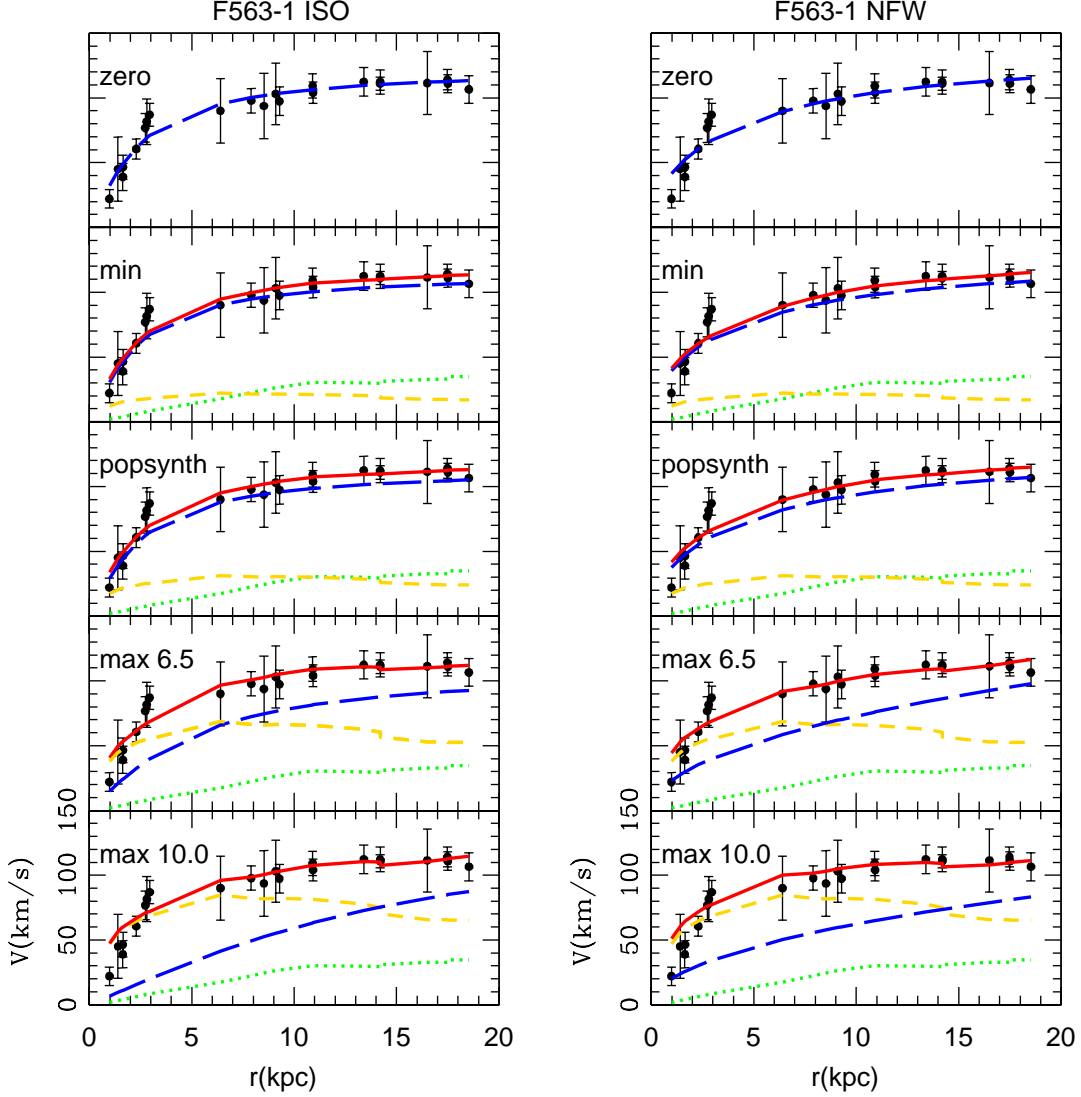 F563-1 ISO
F563-1 NFW
zero
zero
min
min
popsynth
popsynth
max 6.5
max 6.5
max 10.0
max 10.0
150
100
50
0
V(km/s)
150
100
50
0
V(km/s)
0 5 10 15 20
0 5 10 15 20
r(kpc)
r(kpc)